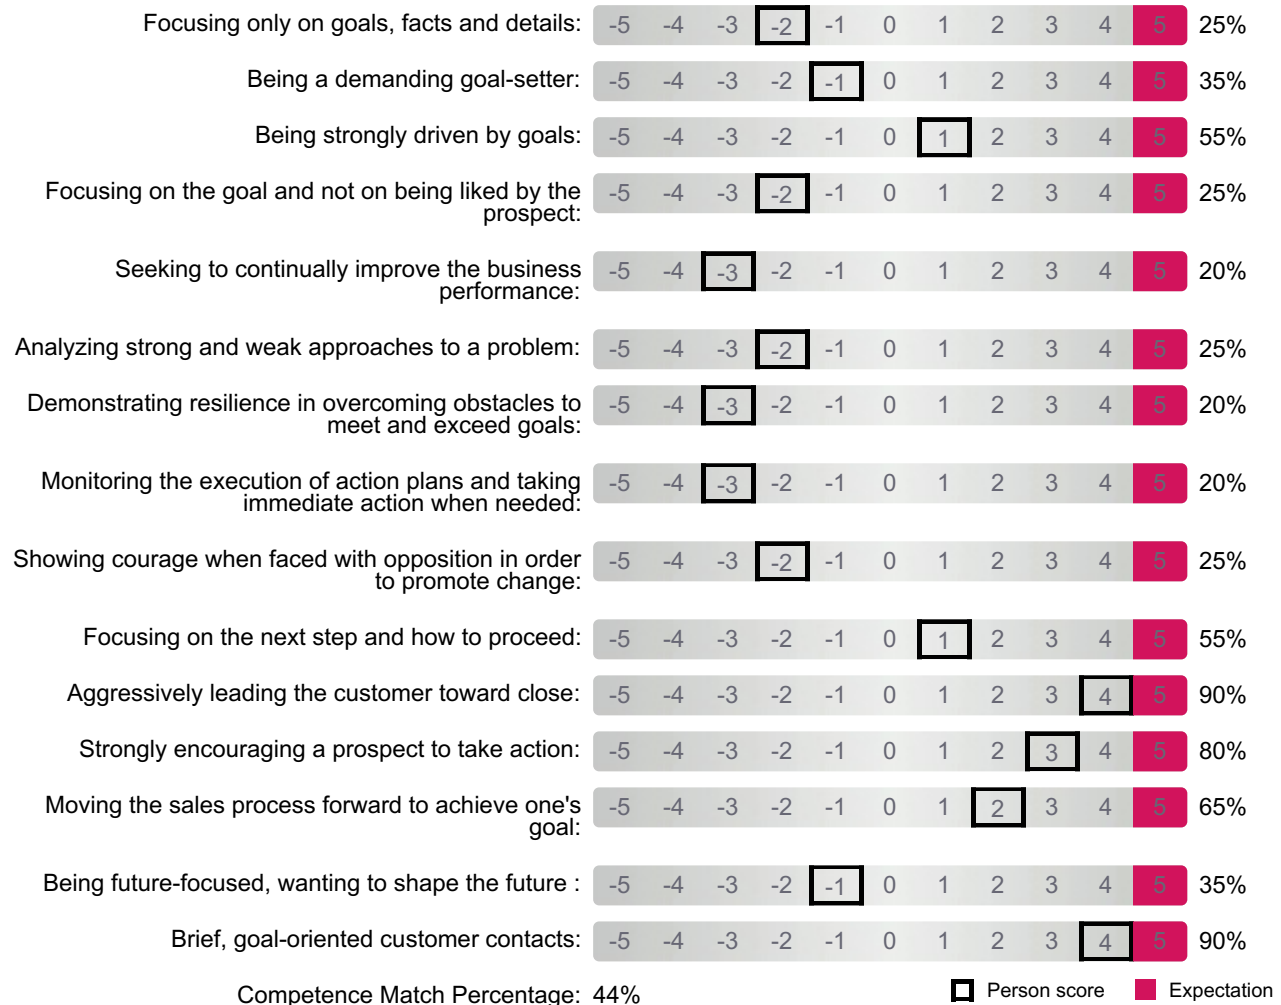 Focusing only on goals, facts and details: -5 -4 -3 -2 -1 0 1 2 3 4 5 25%
Being a demanding goal-setter: -5 -4 -3 -2 -1 0 1 2 3 4 5 35%
Being strongly driven by goals: -5 -4 -3 -2 -1 0 1 2 3 4 5 55%
Focusing on the goal and not on being liked by the
prospect: -5 -4 -3 -2 -1 0 1 2 3 4 5 25%
Seeking to continually improve the business
performance: -5 -4 -3 -2 -1 0 1 2 3 4 5 20%
Analyzing strong and weak approaches to a problem: -5 -4 -3 -2 -1 0 1 2 3 4 5 25%
Demonstrating resilience in overcoming obstacles to
meet and exceed goals: -5 -4 -3 -2 -1 0 1 2 3 4 5 20%
Monitoring the execution of action plans and taking
immediate action when needed: -5 -4 -3 -2 -1 0 1 2 3 4 5 20%
Showing courage when faced with opposition in order
to promote change: -5 -4 -3 -2 -1 0 1 2 3 4 5 25%
Focusing on the next step and how to proceed: -5 -4 -3 -2 -1 0 1 2 3 4 5 55%
Aggressively leading the customer toward close: -5 -4 -3 -2 -1 0 1 2 3 4 5 90%
Strongly encouraging a prospect to take action: -5 -4 -3 -2 -1 0 1 2 3 4 5 80%
Moving the sales process forward to achieve one's
goal: -5 -4 -3 -2 -1 0 1 2 3 4 5 65%
Being future-focused, wanting to shape the future : -5 -4 -3 -2 -1 0 1 2 3 4 5 35%
Brief, goal-oriented customer contacts: -5 -4 -3 -2 -1 0 1 2 3 4 5 90%
Competence Match Percentage: 44% Person score Expectation